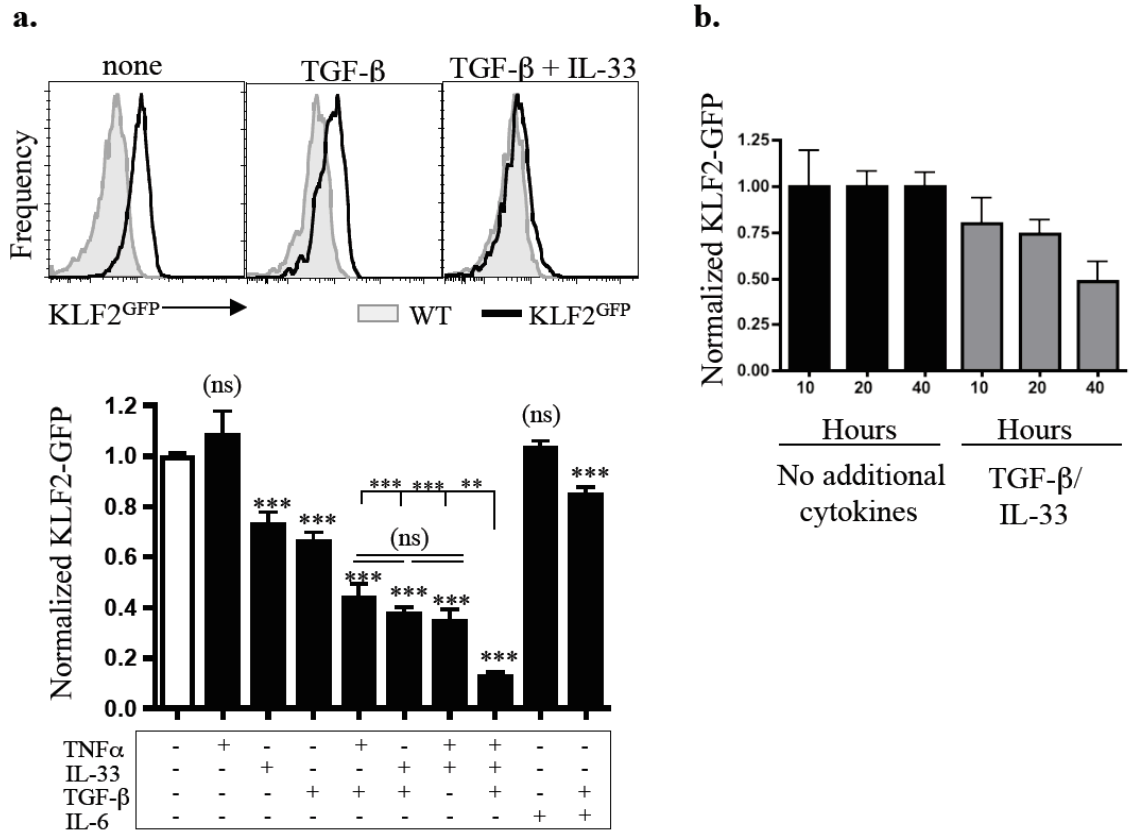 a.
none TGF-β TGF-β + IL-33
Frequency
KLF2GFP WT KLF2GFP
Normalized KLF2-GFP
1.2
1.0
0.8
0.6
0.4
0.2
0.0
(ns)
*** *** *** *** *** ***
*** *** **
(ns)
(ns)
***
TNFα - + - - + - + + - -
IL-33 - - + - - + + + - -
TGF-β - - - + + + - + - +
IL-6 - - - - - - - - + +
b.
Normalized KLF2-GFP
1.25
1.00
0.75
0.50
0.25
0.00
10 20 40 10 20 40
Hours Hours
No additional cytokines
TGF-β/
IL-33